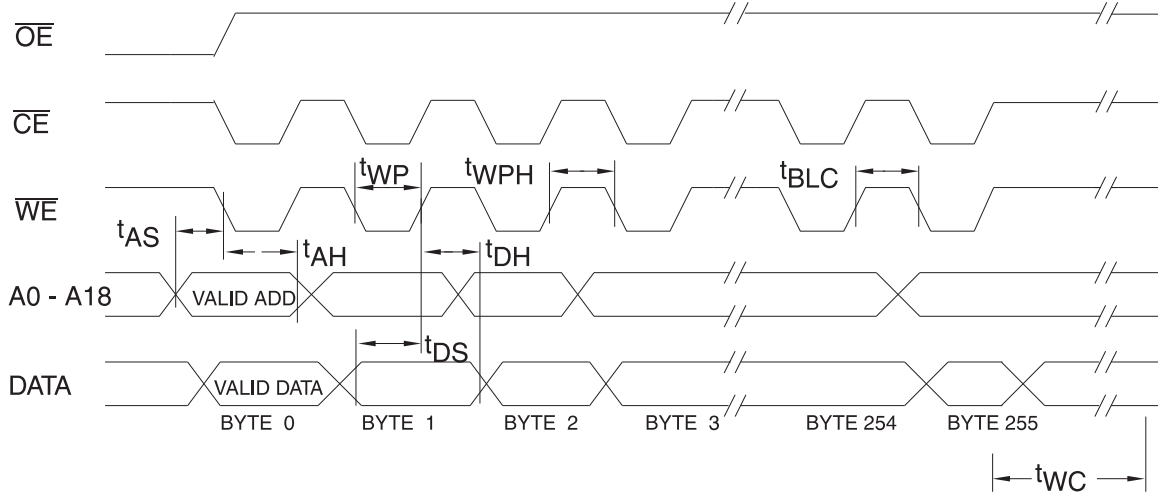 OE
CE
tWP tWPH tBLC
WE
tAS tAH tDH
A0 - A18 VALID ADD
tDS
DATA VALID DATA
BYTE 0 BYTE 1 BYTE 2 BYTE 3 BYTE 254 BYTE 255
tWC